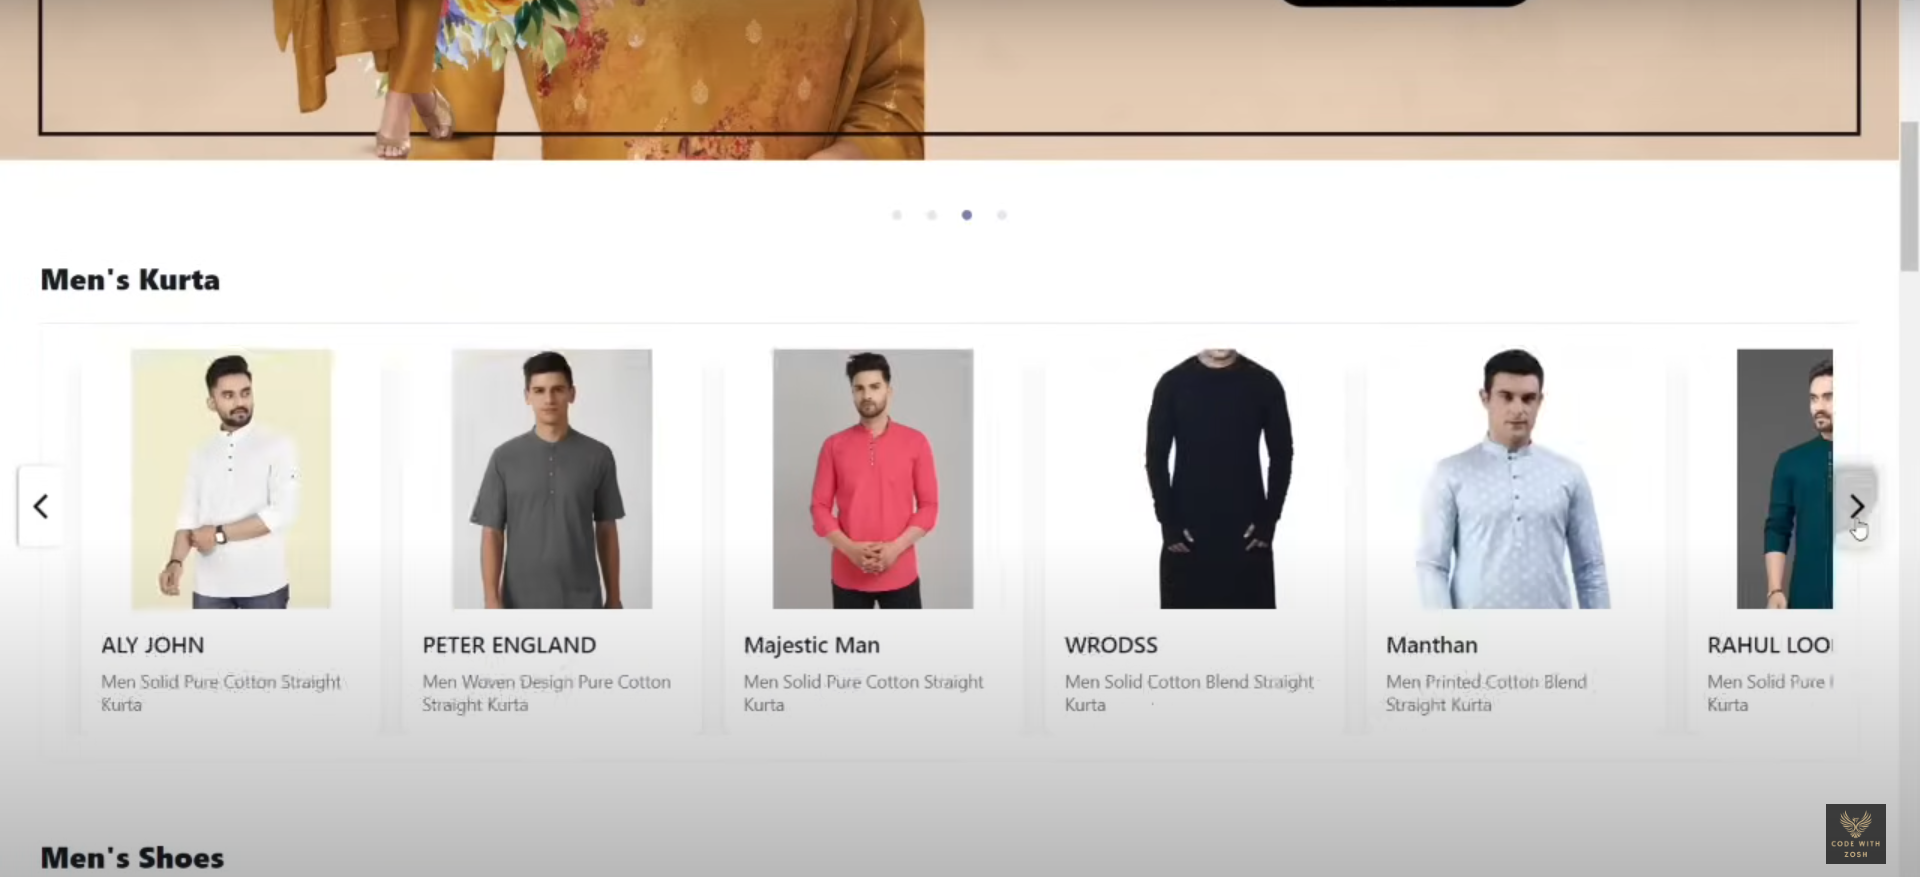 Men's Kurta
ALY JOHN
Men Solid Pure Cotton Straight
Kurta
PETER ENGLAND
Men Woven Design Pure Cotton
Straight Kurta
Majestic Man
Men Solid Pure Cotton Straight
Kurta
WRODSS
Men Solid Cotton Blend Straight
Kurta
Manthan
Men Printed Cotton Blend
Straight Kurta
RAHUL LOO
Men Solid Pure
Kurta
Men's Shoes
CODE WITH
ZOSH